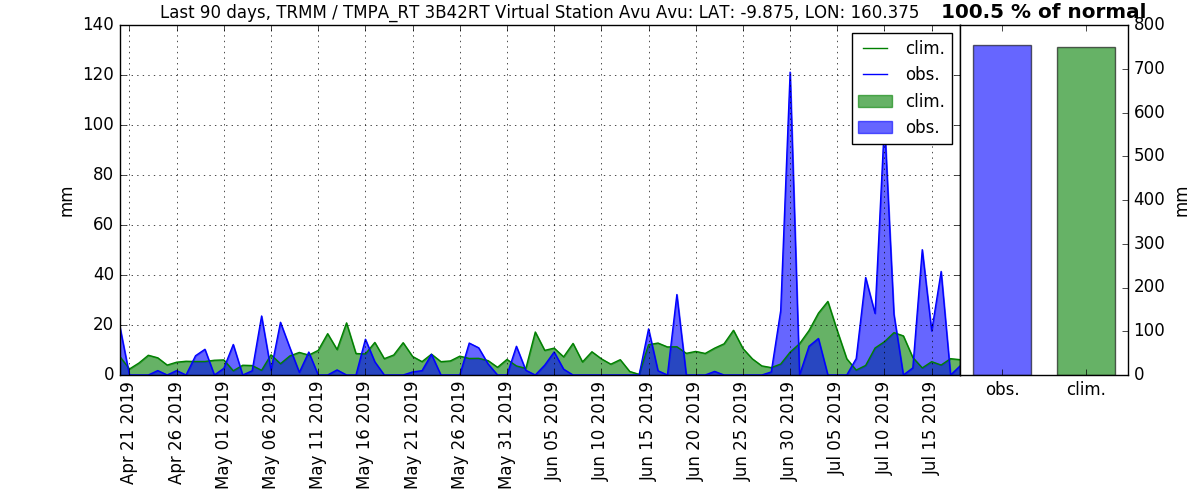 Last 90 days, TRMM / TMPA_RT 3B42RT Virtual Station Avu Avu: LAT: -9.875, LON: 160.375
100.5 % of normal
140
120
100
80
60
40
20
0
mm
clim.
obs.
clim.
obs.
800
700
600
500
400
300
200
100
0
mm
Apr 21 2019
Apr 26 2019
May 01 2019
May 06 2019
May 11 2019
May 16 2019
May 21 2019
May 26 2019
May 31 2019
Jun 05 2019
Jun 10 2019
Jun 15 2019
Jun 20 2019
Jun 25 2019
Jun 30 2019
Jul 05 2019
Jul 10 2019
Jul 15 2019
obs.
clim.